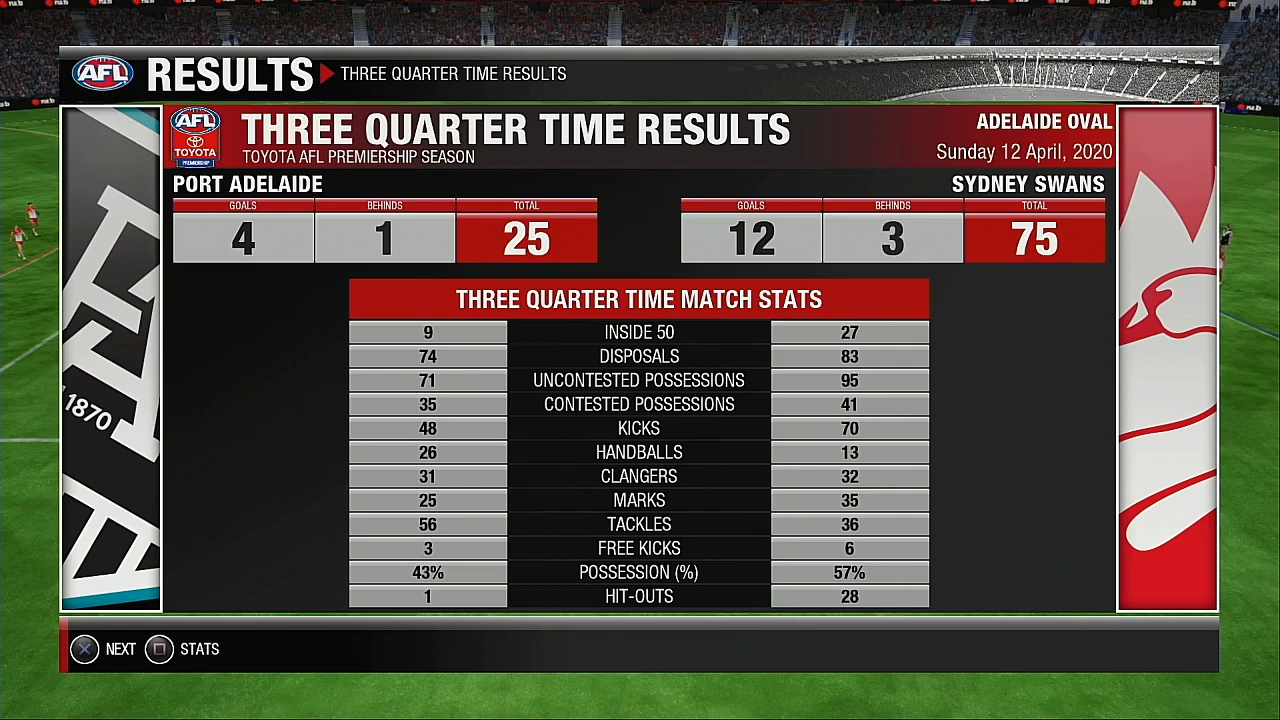 AFL RESULTS THREE QUARTER TIME RESULTS
AFL
TOYOTA
PREMIERSHIP
THREE QUARTER TIME RESULTS
TOYOTA AFL PREMIERSHIP SEASON
ADELAIDE OVAL
Sunday 12 April, 2020
PORT ADELAIDE SYDNEY SWANS
GOALS BEHINDS TOTAL GOALS BEHINDS TOTAL
4 1 25 12 3 75
THREE QUARTER TIME MATCH STATS
9 INSIDE 50 27
74 DISPOSALS 83
71 UNCONTESTED POSSESSIONS 95
35 CONTESTED POSSESSIONS 41
48 KICKS 70
26 HANDBALLS 13
31 CLANGERS 32
25 MARKS 35
56 TACKLES 36
3 FREE KICKS 6
43% POSSESSION (%) 57%
1 HIT-OUTS 28
1870
NEXT STATS